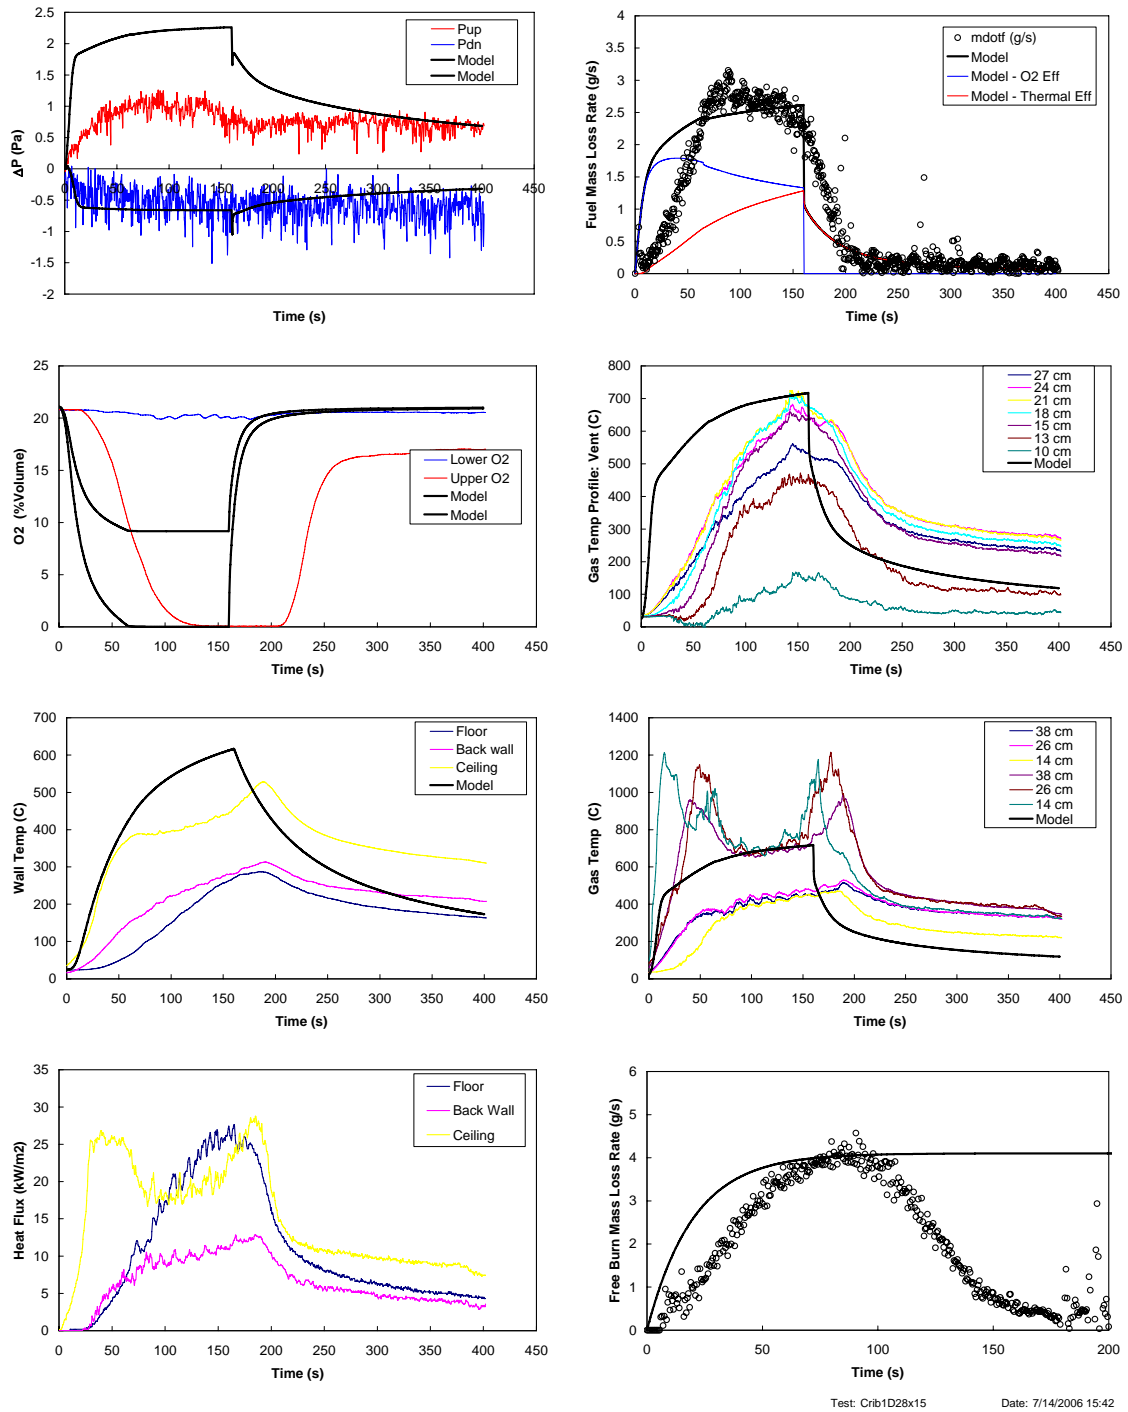 2.5
2
1.5
1
0.5
0
-0.5
-1
-1.5
-2
0 50 100 150 200 250 300 350 400 450
ΔP (Pa)
Time (s)
Pup
Pdn
Model
Model
4
3.5
3
2.5
2
1.5
1
0.5
0
0 50 100 150 200 250 300 350 400 450
Fuel Mass Loss Rate (g/s)
Time (s)
mdotf (g/s)
Model
Model - O2 Eff
Model - Thermal Eff
25
20
15
10
5
0
0 50 100 150 200 250 300 350 400 450
O2 (%Volume)
Time (s)
Lower O2
Upper O2
Model
Model
800
700
600
500
400
300
200
100
0
0 50 100 150 200 250 300 350 400 450
Gas Temp Profile: Vent (C)
Time (s)
27 cm
24 cm
21 cm
18 cm
15 cm
13 cm
10 cm
Model
700
600
500
400
300
200
100
0
0 50 100 150 200 250 300 350 400 450
Wall Temp (C)
Time (s)
Floor
Back wall
Ceiling
Model
1400
1200
1000
800
600
400
200
0
0 50 100 150 200 250 300 350 400 450
Gas Temp (C)
Time (s)
38 cm
26 cm
14 cm
38 cm
26 cm
14 cm
Model
35
30
25
20
15
10
5
0
0 50 100 150 200 250 300 350 400 450
Heat Flux (kW/m2)
Time (s)
Floor
Back Wall
Ceiling
6
5
4
3
2
1
0
0 50 100 150 200
Free Burn Mass Loss Rate (g/s)
Time (s)
Test: Crib1D28x15 Date: 7/14/2006 15:42